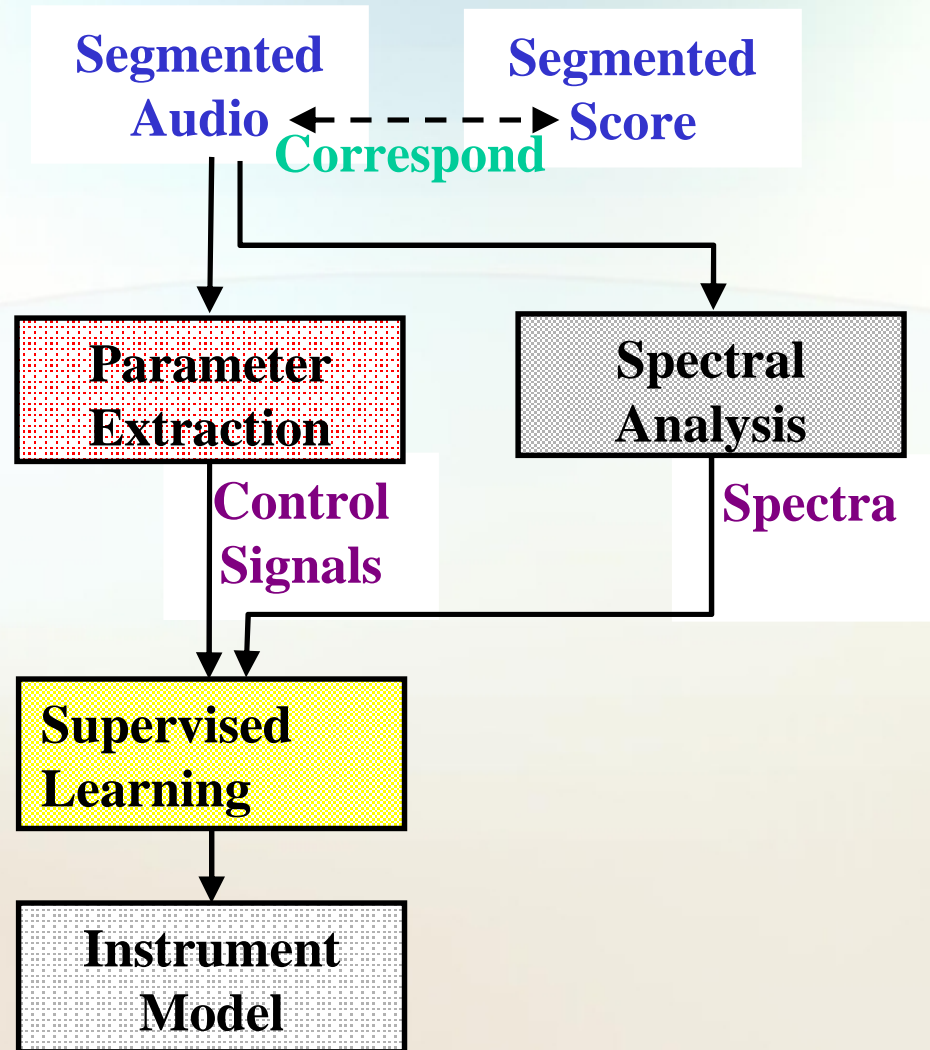 Segmented
Audio
Segmented
Score
Correspond
Parameter
Extraction
Spectral
Analysis
Control
Signals
Spectra
Supervised
Learning
Instrument
Model